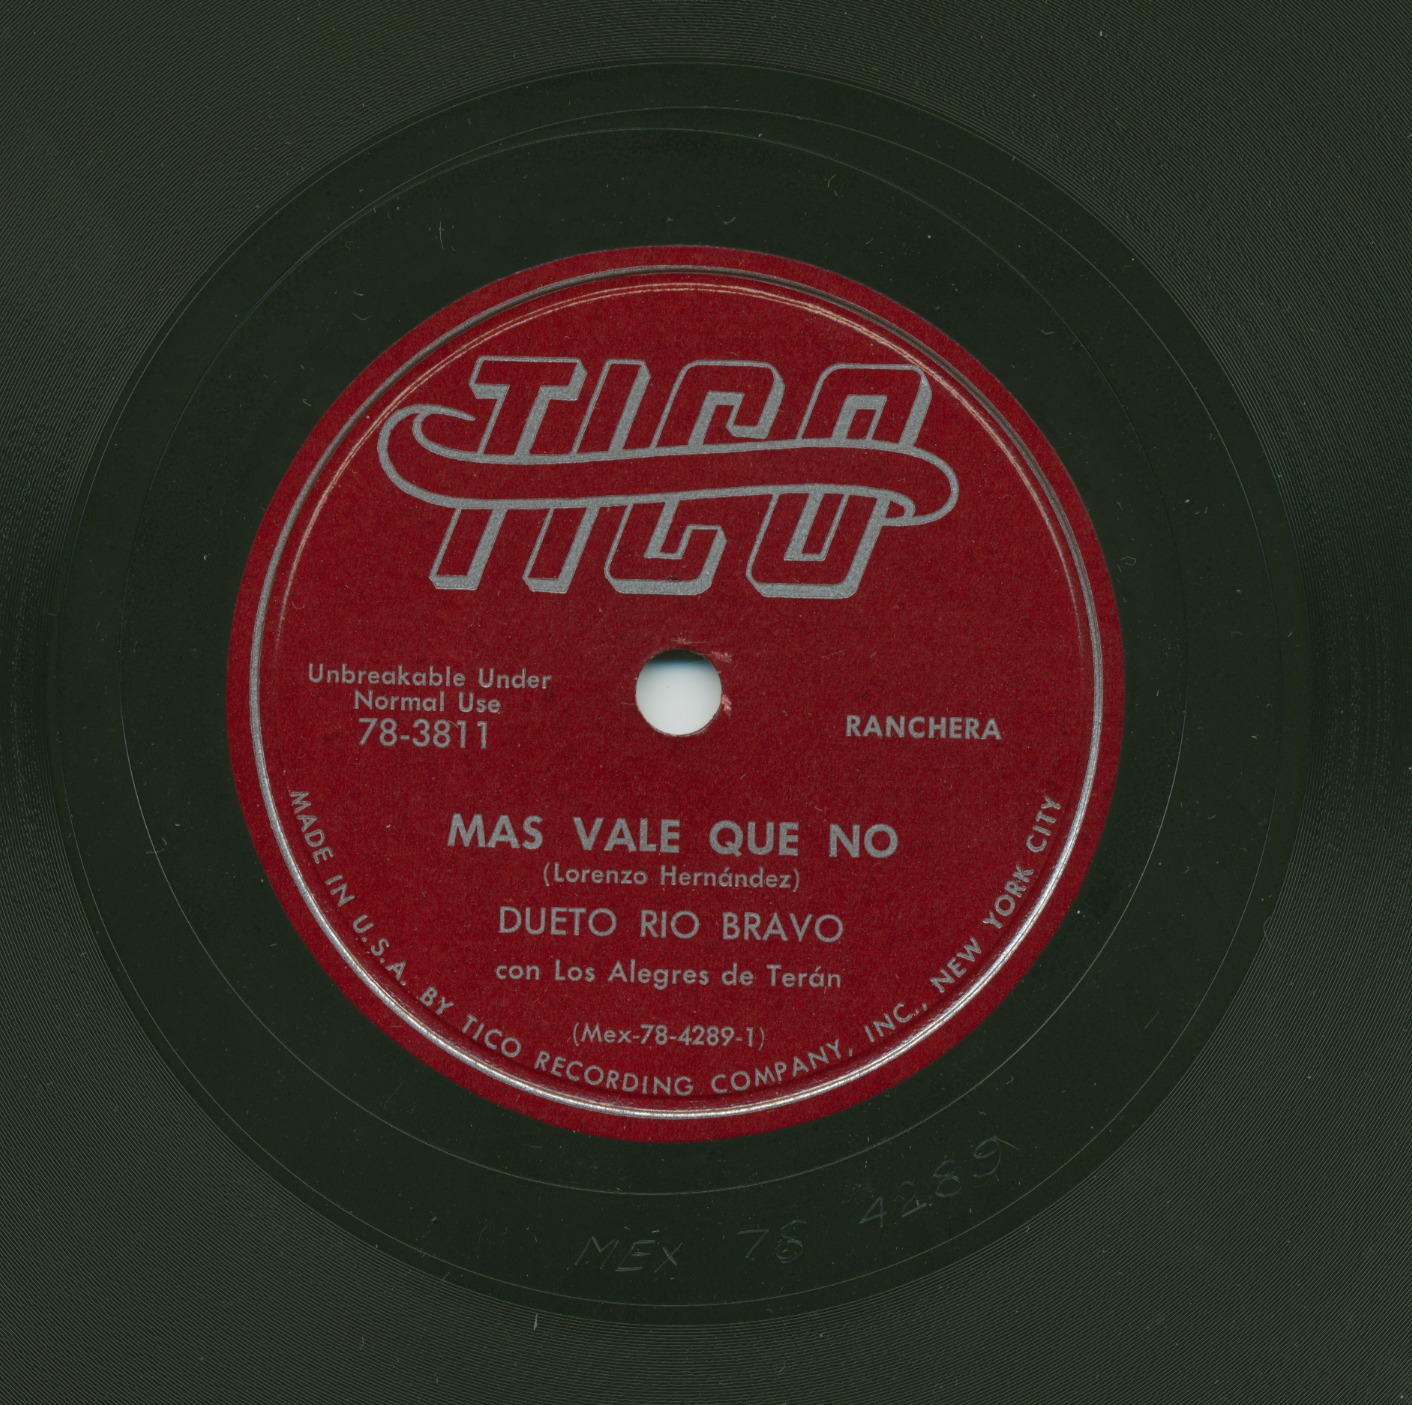 TICO
Unbreakable Under
Normal Use
78-3811
RANCHERA
MAS VALE QUE NO
(Lorenzo Hernández)
DUETO RIO BRAVO
con Los Alegres de Terán
(Mex-78-4289-1)
MADE IN U.S.A. BY TICO RECORDING COMPANY, INC., NEW YORK CITY
MEX 78 4289